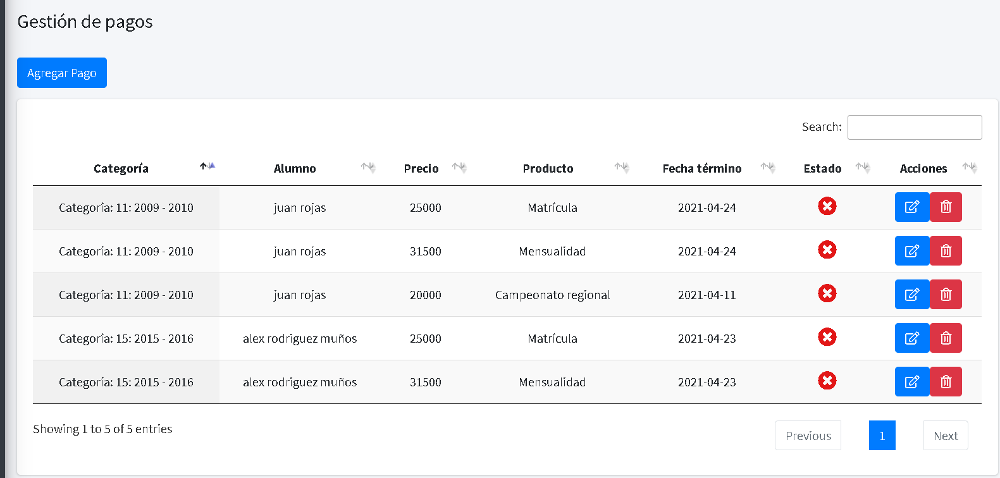 Gestión de pagos
Agregar Pago
Search:
Categoría Alumno Precio Producto Fecha término Estado Acciones
Categoría: 11: 2009 - 2010 juan rojas 25000 Matrícula 2021-04-24
Categoría: 11: 2009 - 2010 juan rojas 31500 Mensualidad 2021-04-24
Categoría: 11: 2009 - 2010 juan rojas 20000 Campeonato regional 2021-04-11
Categoría: 15: 2015 - 2016 alex rodriguez muños 25000 Matrícula 2021-04-23
Categoría: 15: 2015 - 2016 alex rodriguez muños 31500 Mensualidad 2021-04-23
Showing 1 to 5 of 5 entries Previous 1 Next